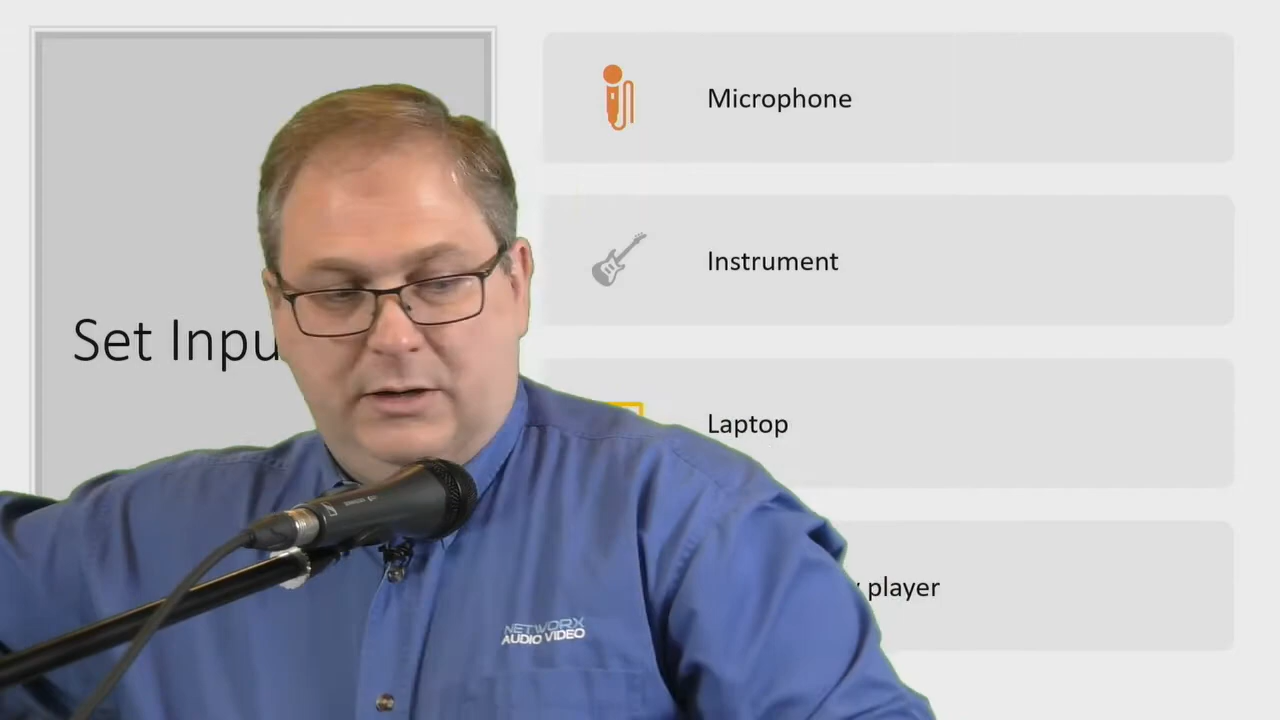 Set Inpu
Microphone
Instrument
Laptop
player
NETWORX
AUDIO VIDEO